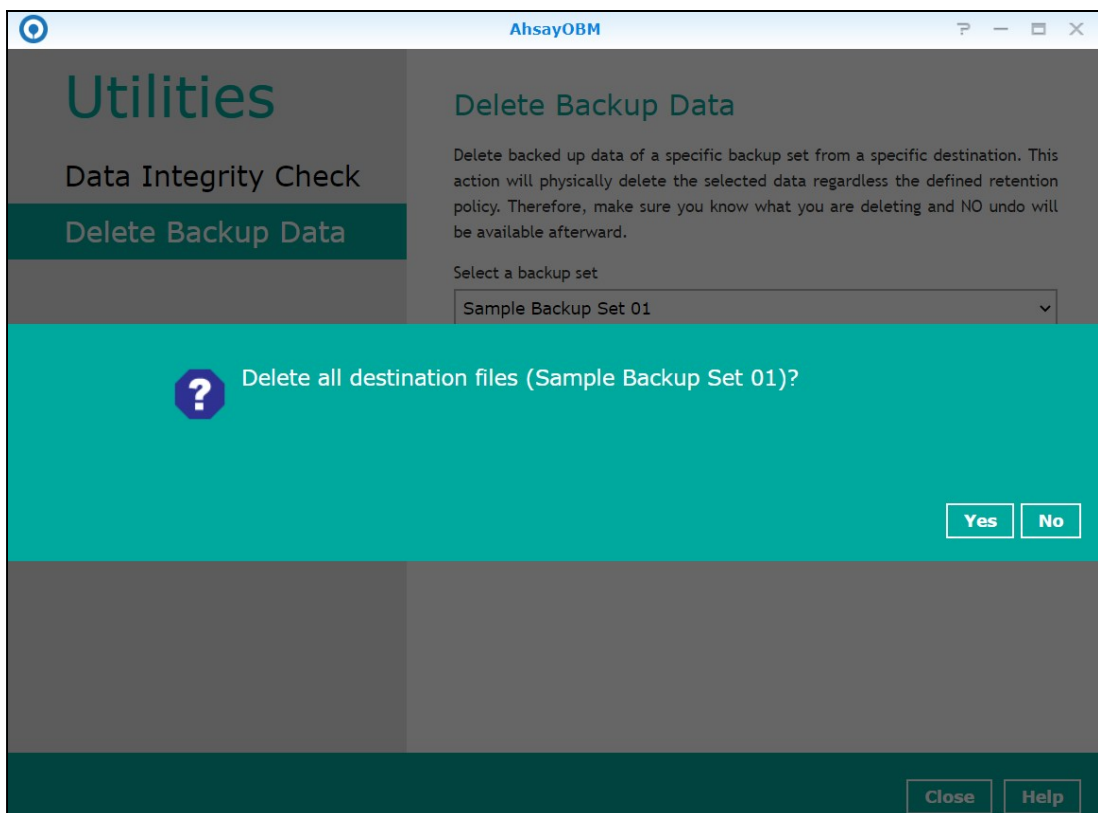 AhsayOBM
Utilities
Data Integrity Check
Delete Backup Data
Delete Backup Data
Delete backed up data of a specific backup set from a specific destination. This
action will physically delete the selected data regardless the defined retention
policy. Therefore, make sure you know what you are deleting and NO undo will
be available afterward.
Select a backup set
Sample Backup Set 01
Delete all destination files (Sample Backup Set 01)?
Yes No
Close Help